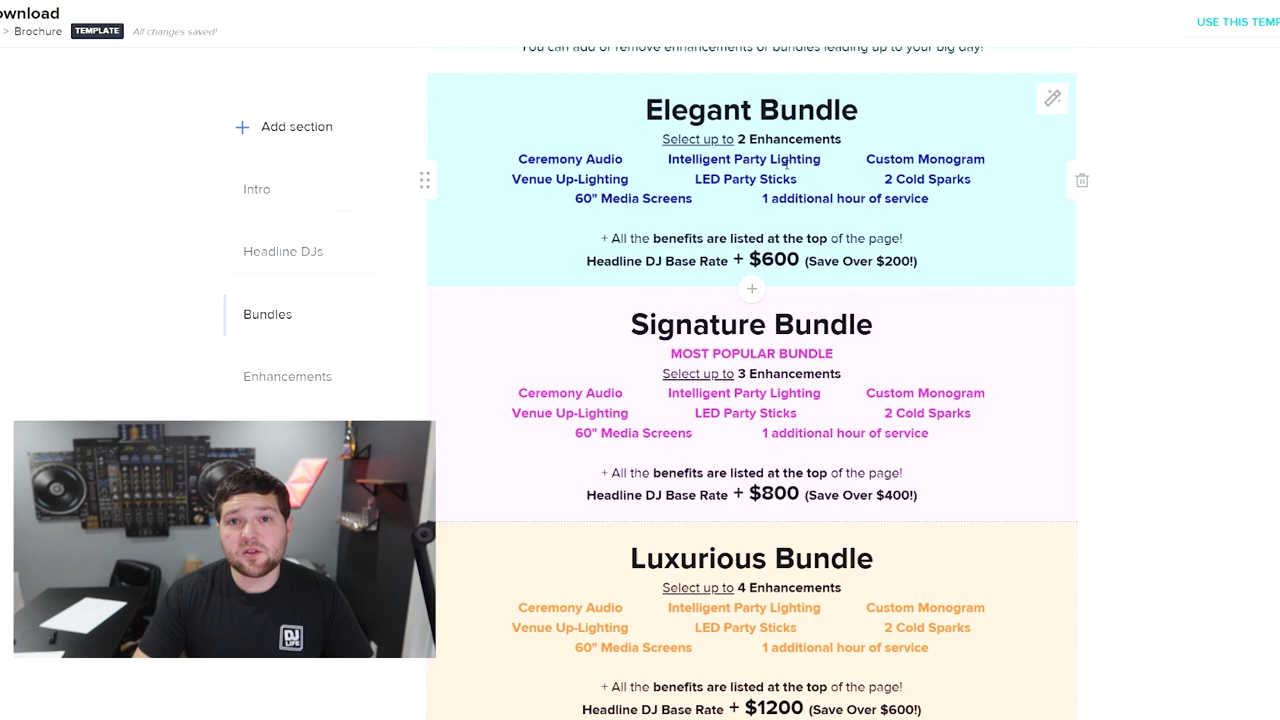 ownload
> Brochure TEMPLATE All changes saved!
USE THIS TEMP
You can add or remove enhancements or bundles leading up to your big day!
+ Add section
Intro
Headline DJs
Bundles
Enhancements
Elegant Bundle
Select up to 2 Enhancements
Ceremony Audio Intelligent Party Lighting Custom Monogram
Venue Up-Lighting LED Party Sticks 2 Cold Sparks
60" Media Screens 1 additional hour of service
+ All the benefits are listed at the top of the page!
Headline DJ Base Rate + $600 (Save Over $200!)
+
Signature Bundle
MOST POPULAR BUNDLE
Select up to 3 Enhancements
Ceremony Audio Intelligent Party Lighting Custom Monogram
Venue Up-Lighting LED Party Sticks 2 Cold Sparks
60" Media Screens 1 additional hour of service
+ All the benefits are listed at the top of the page!
Headline DJ Base Rate + $800 (Save Over $400!)
Luxurious Bundle
Select up to 4 Enhancements
Ceremony Audio Intelligent Party Lighting Custom Monogram
Venue Up-Lighting LED Party Sticks 2 Cold Sparks
60" Media Screens 1 additional hour of service
+ All the benefits are listed at the top of the page!
Headline DJ Base Rate + $1200 (Save Over $600!)
DJ
LIFE